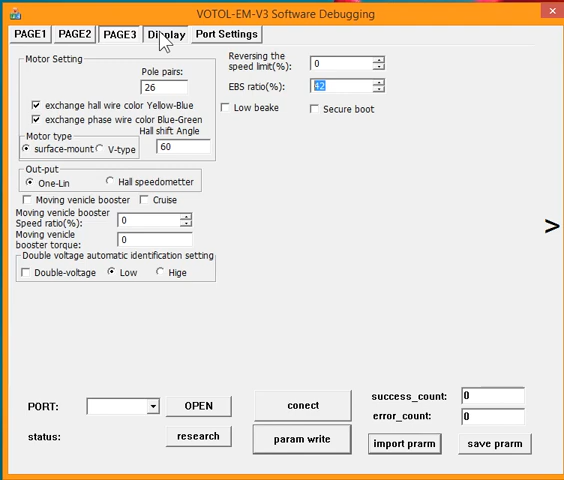 VOTOL-EM-V3 Software Debugging
PAGE1 PAGE2 PAGE3 Display Port Settings
Motor Setting
Pole pairs:
26
exchange hall wire color Yellow-Blue
exchange phase wire color Blue-Green
Hall shift Angle
Motor type
surface-mount V-type 60
Out-put
One-Lin Hall speedometter
Moving vehicle booster Cruise
Moving venicle booster
Speed ratio(%): 0
Moving venicle
booster torque: 0
Double voltage automatic identification setting
Double-voltage Low Hige
Reversing the
speed limit(%): 0
EBS ratio(%): 42
Low beake Secure boot
>
PORT: OPEN conect success_count: 0
error_count: 0
status: research param write import prarm save prarm